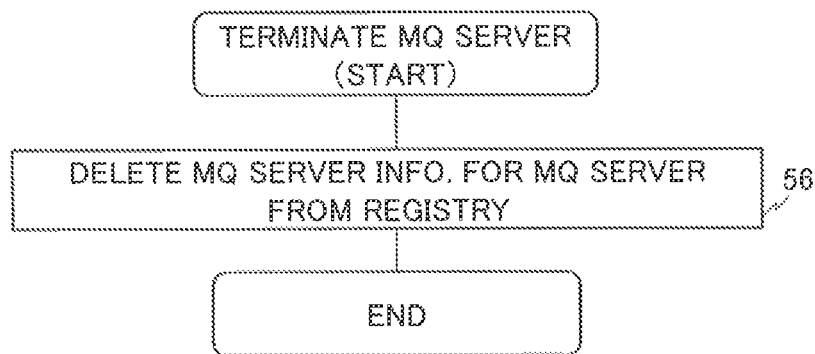 TERMINATE MQ SERVER
(START)
DELETE MQ SERVER INFO. FOR MQ SERVER
FROM REGISTRY
56
END